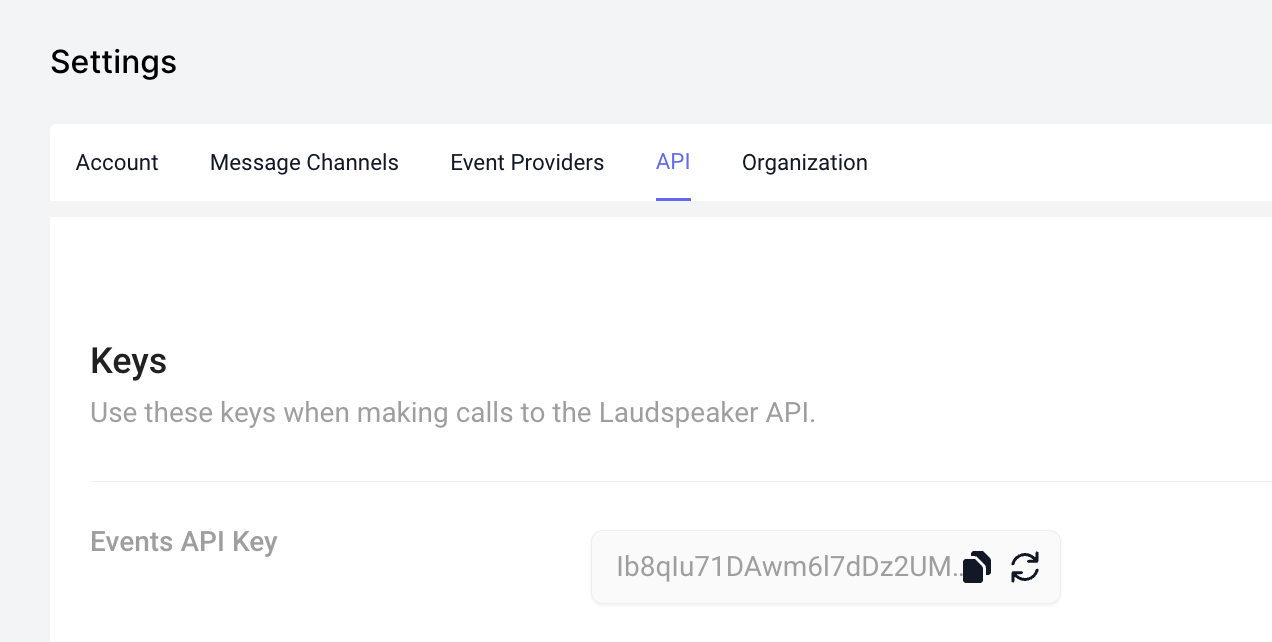 Settings
Account Message Channels Event Providers API Organization
Keys
Use these keys when making calls to the Laudspeaker API.
Events API Key
Ib8qIu71DAwm6l7dDz2UM...